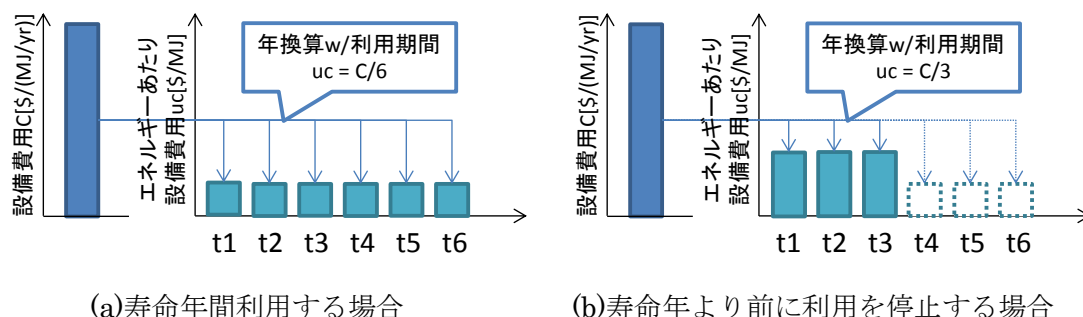 設備費用C[$/(MJ/yr)]
エネルギーあたり
設備費用uc[$/MJ]
年換算w/利用期間
uc = C/6
t1 t2 t3 t4 t5 t6
(a)寿命年間利用する場合
設備費用C[$/(MJ/yr)]
エネルギーあたり
設備費用uc[$/MJ]
年換算w/利用期間
uc = C/3
t1 t2 t3 t4 t5 t6
(b)寿命年より前に利用を停止する場合